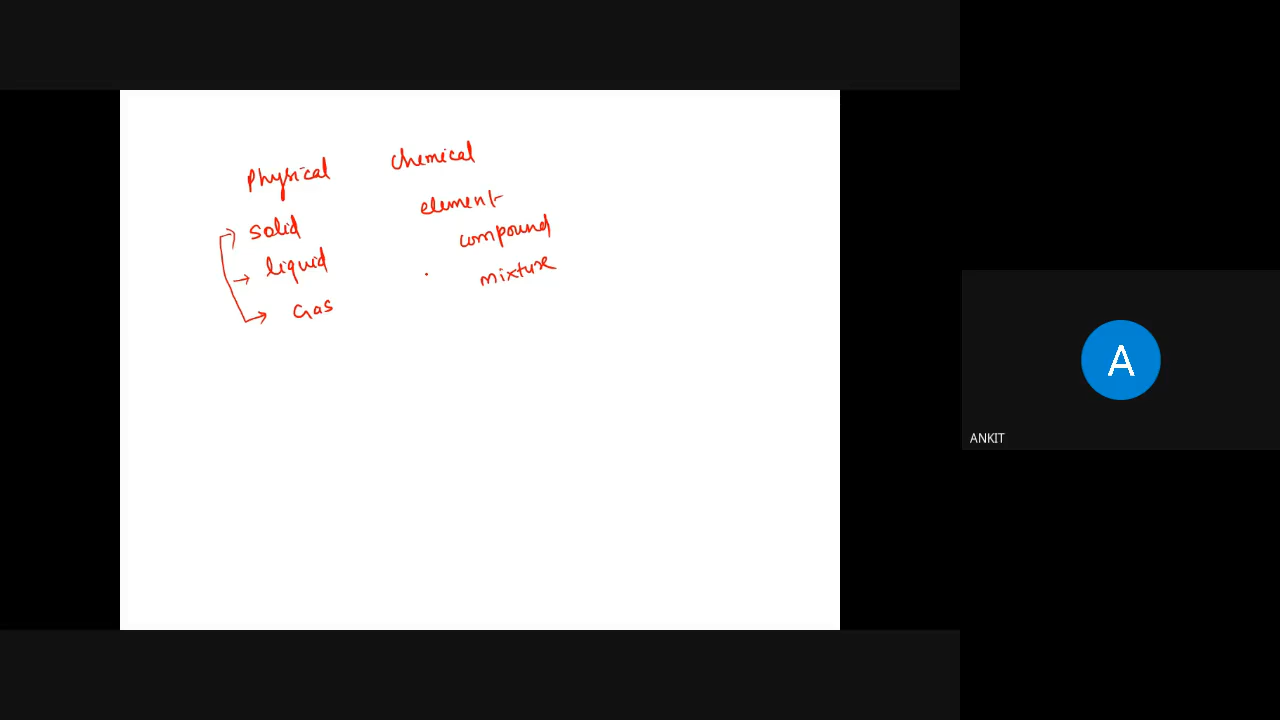 Physical chemical
solid element
liquid compound
Gas mixture
A
ANKIT